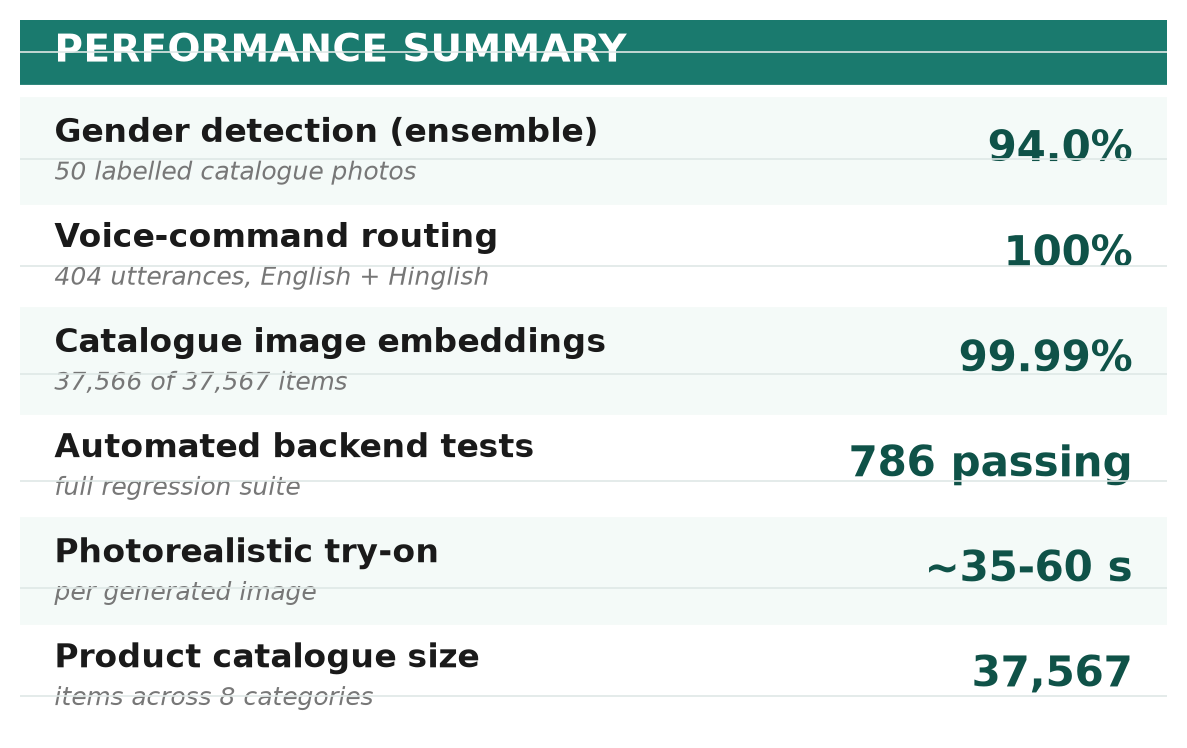 PERFORMANCE SUMMARY
Gender detection (ensemble)
94.0%
50 labelled catalogue photos
Voice-command routing
100%
404 utterances, English + Hinglish
Catalogue image embeddings
99.99%
37,566 of 37,567 items
Automated backend tests
786 passing
full regression suite
Photorealistic try-on
~35-60 s
per generated image
Product catalogue size
37,567
items across 8 categories